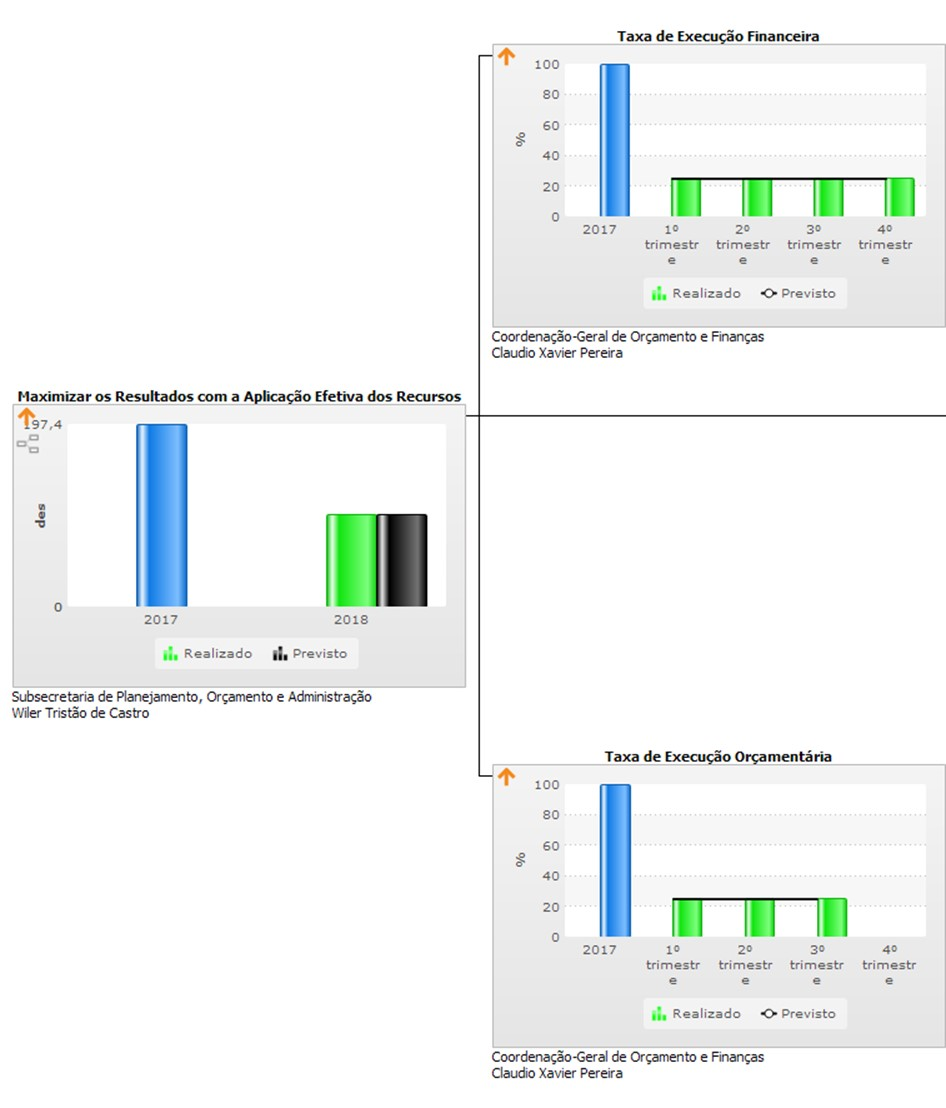 Taxa de Execução Financeira
100
80
60
40
20
0
%
2017
1º trimestr e
2º trimestr e
3º trimestr e
4º trimestr e
Realizado Previsto
Coordenação-Geral de Orçamento e Finanças
Claudio Xavier Pereira
Maximizar os Resultados com a Aplicação Efetiva dos Recursos
197,4
des
0
2017 2018
Realizado Previsto
Subsecretaria de Planejamento, Orçamento e Administração
Wiler Tristão de Castro
Taxa de Execução Orçamentária
100
80
60
40
20
0
%
2017
1º trimestr e
2º trimestr e
3º trimestr e
4º trimestr e
Realizado Previsto
Coordenação-Geral de Orçamento e Finanças
Claudio Xavier Pereira